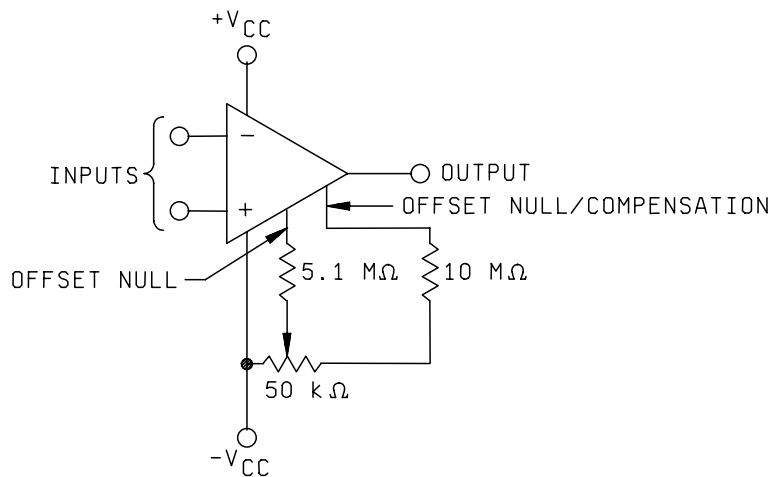 +VCC
−
INPUTS
OUTPUT
+
OFFSET NULL/COMPENSATION
OFFSET NULL
5.1 MΩ
10 MΩ
50 kΩ
-VCC